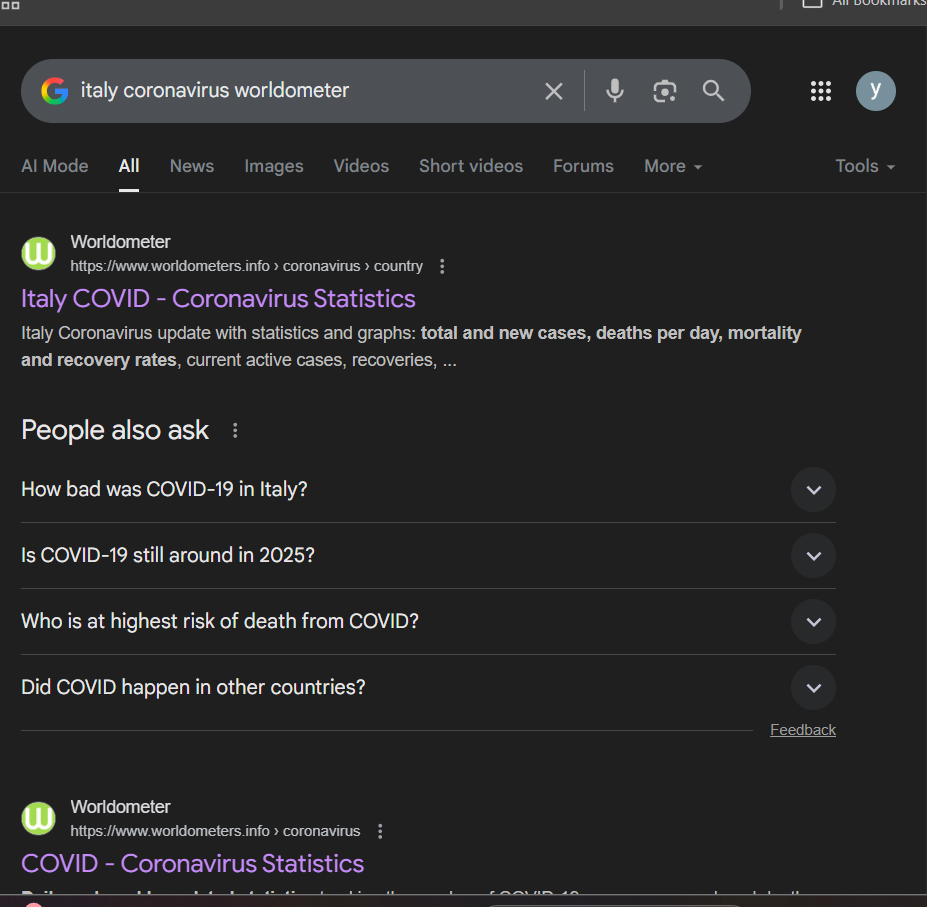 All Bookmarks
italy coronavirus worldometer
y
AI Mode All News Images Videos Short videos Forums More Tools
Worldometer
https://www.worldometers.info › coronavirus › country
Italy COVID - Coronavirus Statistics
Italy Coronavirus update with statistics and graphs: total and new cases, deaths per day, mortality
and recovery rates, current active cases, recoveries, ...
People also ask
How bad was COVID-19 in Italy?
Is COVID-19 still around in 2025?
Who is at highest risk of death from COVID?
Did COVID happen in other countries?
Feedback
Worldometer
https://www.worldometers.info › coronavirus
COVID - Coronavirus Statistics